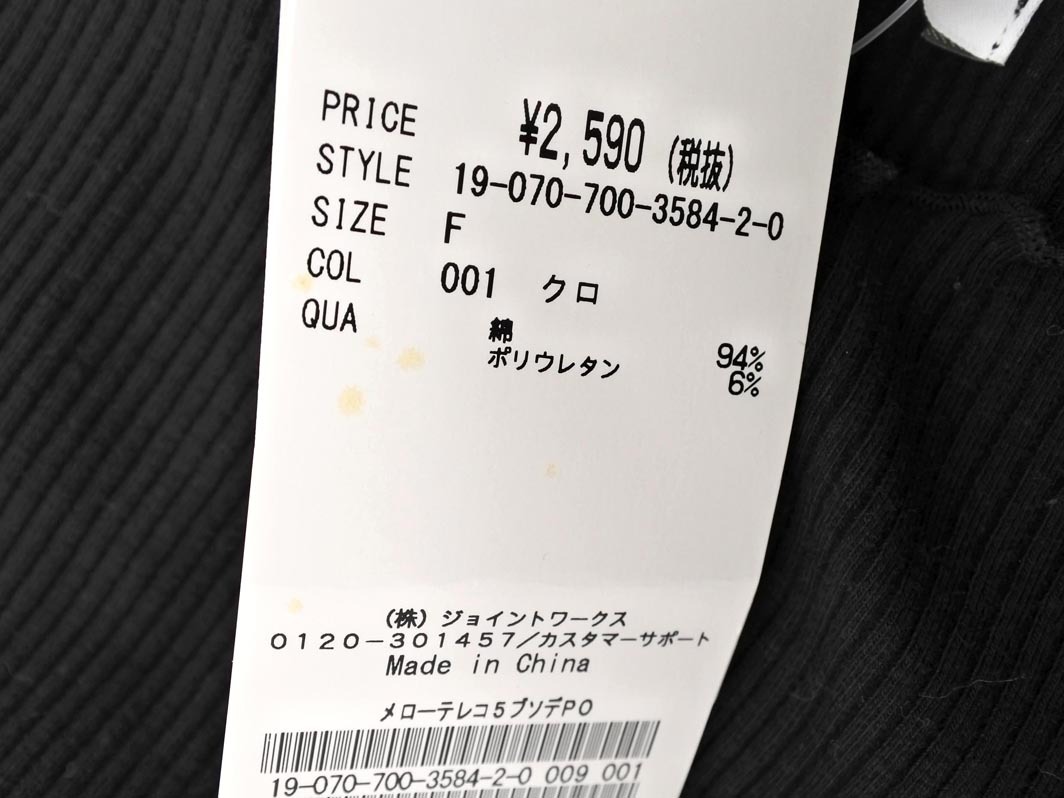 PRICE ¥2,590 (税抜)
STYLE 19-070-700-3584-2-0
SIZE F
COL 001 クロ
QUA
綿 94%
ポリウレタン 6%
(株) ジョイントワークス
0120-301457/カスタマーサポート
Made in China
メローテレコ5ブソデPO
19-070-700-3584-2-0 009 001